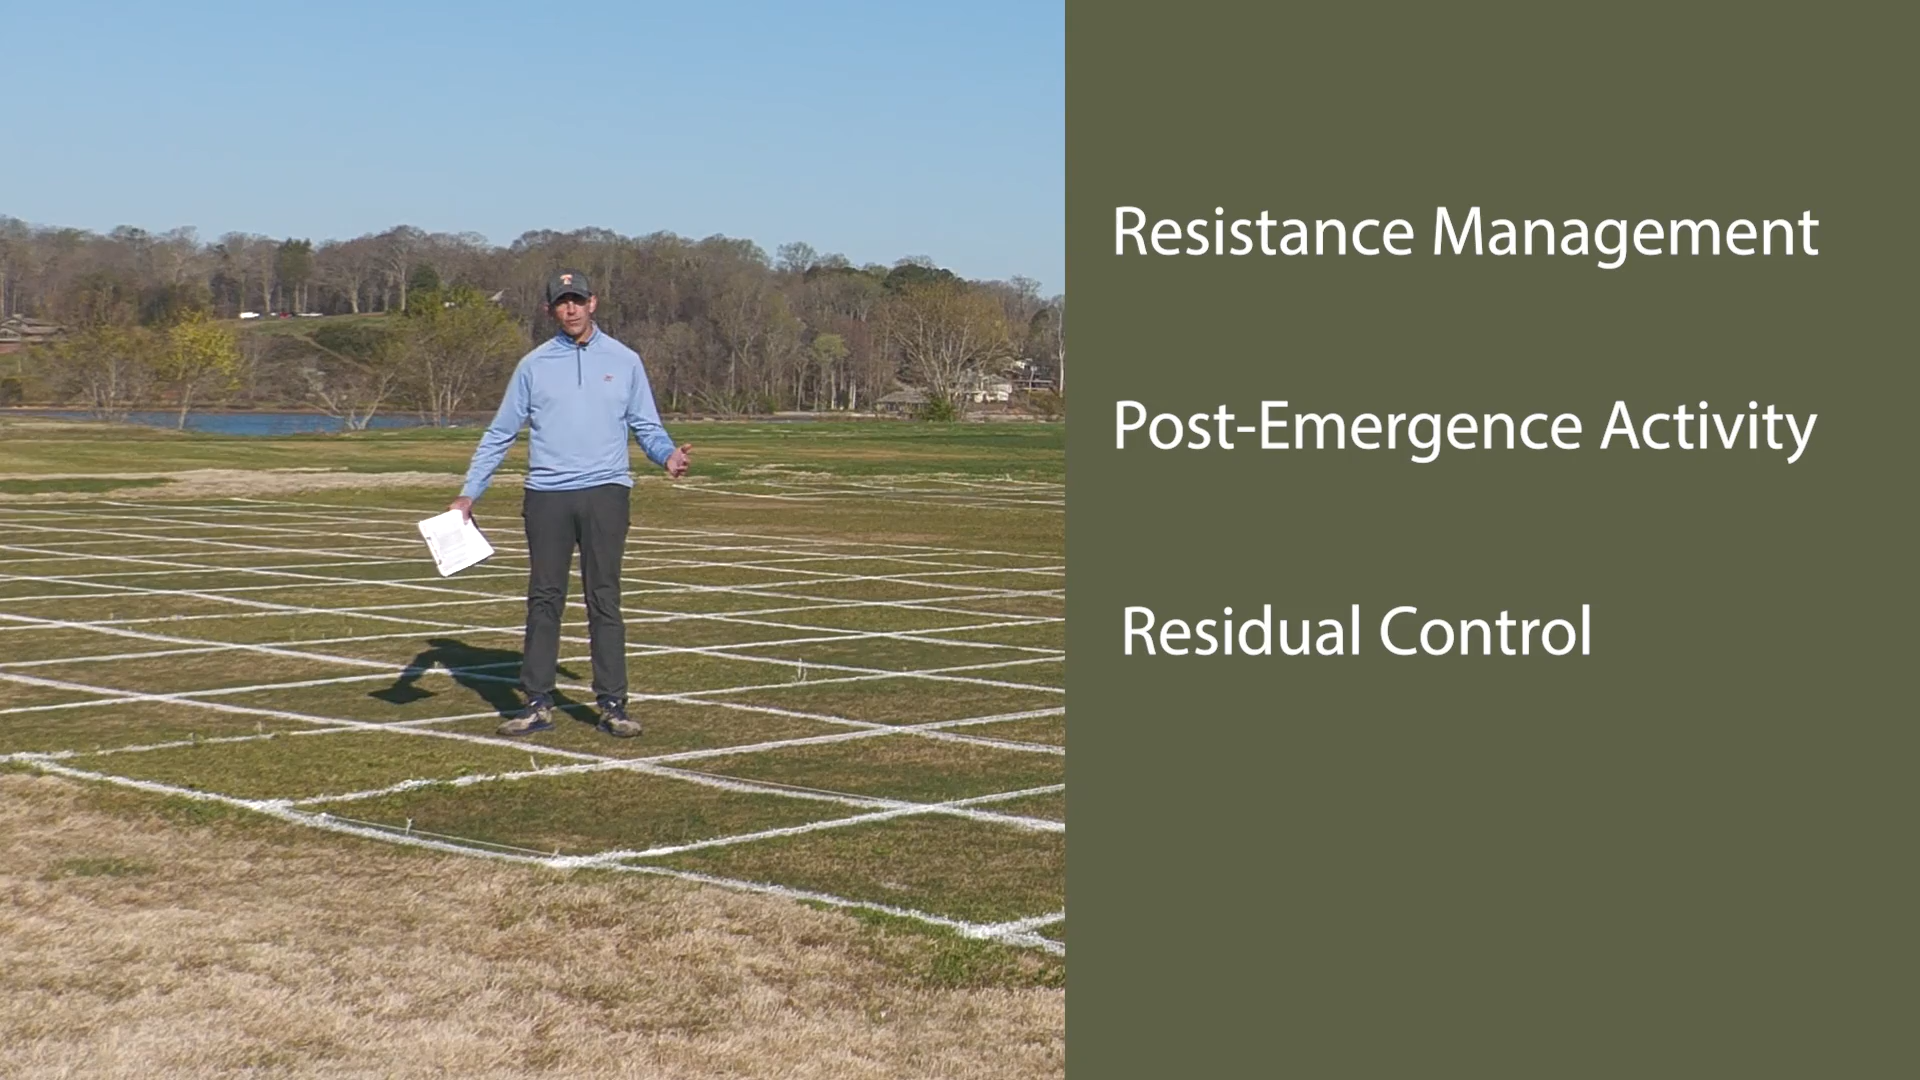 Resistance Management
Post-Emergence Activity
Residual Control